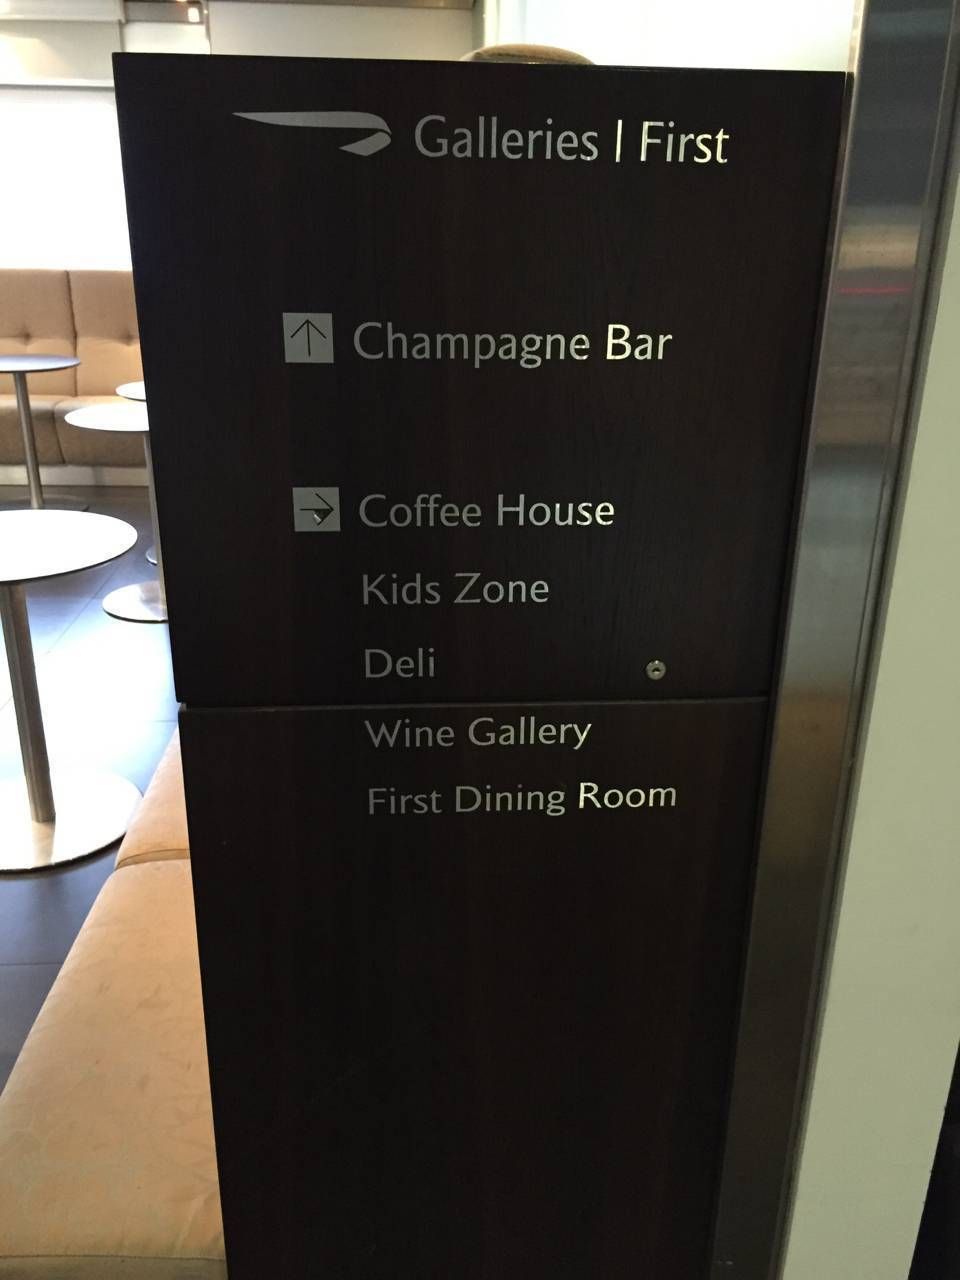 Galleries | First
Champagne Bar
Coffee House
Kids Zone
Deli
Wine Gallery
First Dining Room